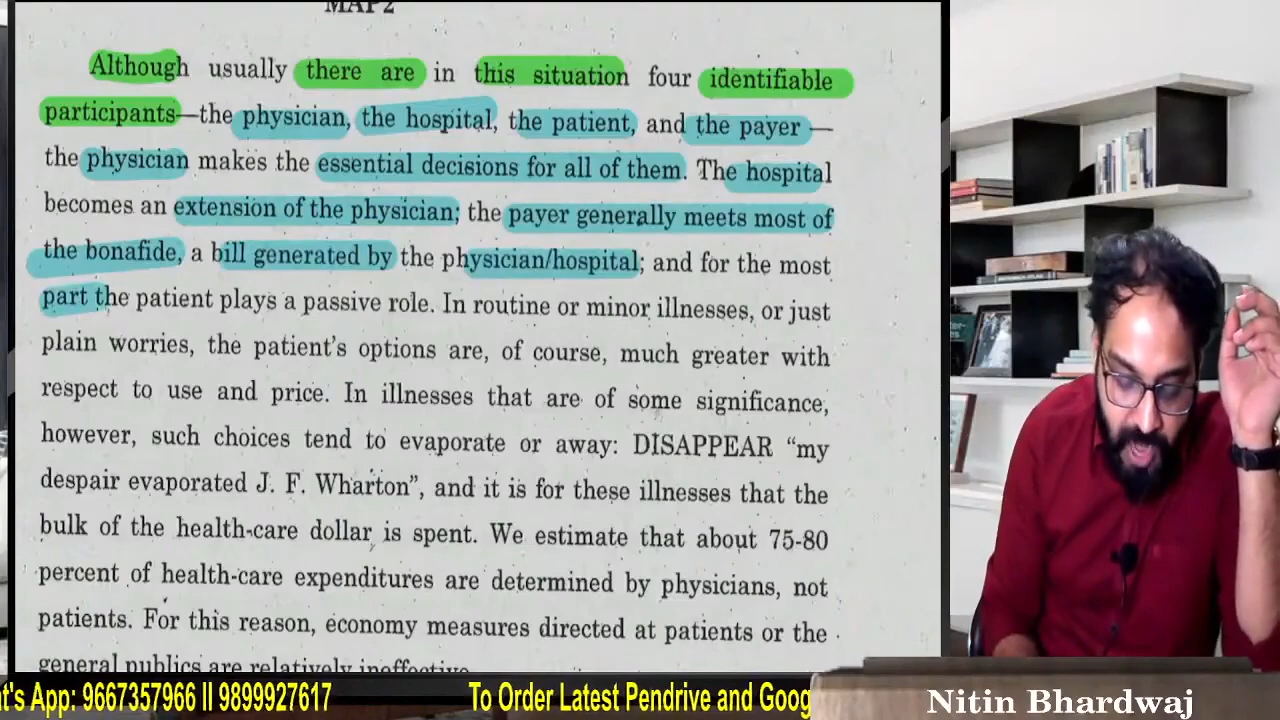 MAP2
Although usually there are in this situation four identifiable
participants—the physician, the hospital, the patient, and the payer —
the physician makes the essential decisions for all of them. The hospital
becomes an extension of the physician; the payer generally meets most of
the bonafide, a bill generated by the physician/hospital; and for the most
part the patient plays a passive role. In routine or minor illnesses, or just
plain worries, the patient's options are, of course, much greater with
respect to use and price. In illnesses that are of some significance,
however, such choices tend to evaporate or away: DISAPPEAR “my
despair evaporated J. F. Wharton”, and it is for these illnesses that the
bulk of the health-care dollar is spent. We estimate that about 75-80
percent of health-care expenditures are determined by physicians, not
patients. For this reason, economy measures directed at patients or the
general publics are relatively ineffective.
at's App: 9667357966 ll 9899927617 To Order Latest Pendrive and Goog
Nitin Bhardwaj